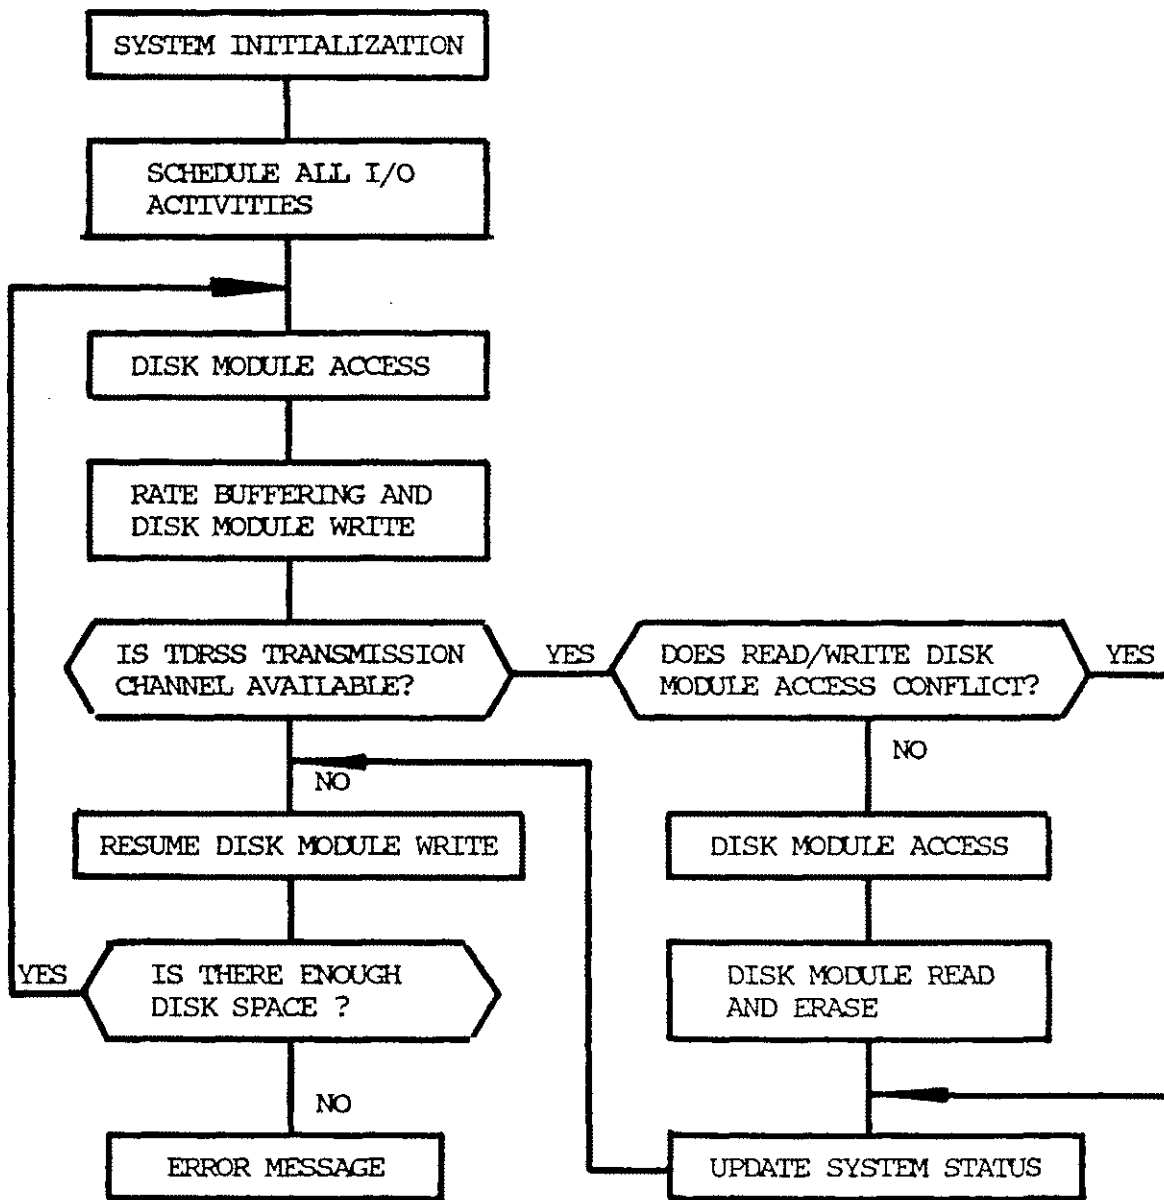 SYSTEM INITIALIZATION
SCHEDULE ALL I/O
ACTIVITIES
DISK MODULE ACCESS
RATE BUFFERING AND
DISK MODULE WRITE
IS TDRSS TRANSMISSION
CHANNEL AVAILABLE?
YES
DOES READ/WRITE DISK
MODULE ACCESS CONFLICT?
YES
NO
NO
RESUME DISK MODULE WRITE
DISK MODULE ACCESS
YES
IS THERE ENOUGH
DISK SPACE ?
DISK MODULE READ
AND ERASE
NO
ERROR MESSAGE
UPDATE SYSTEM STATUS